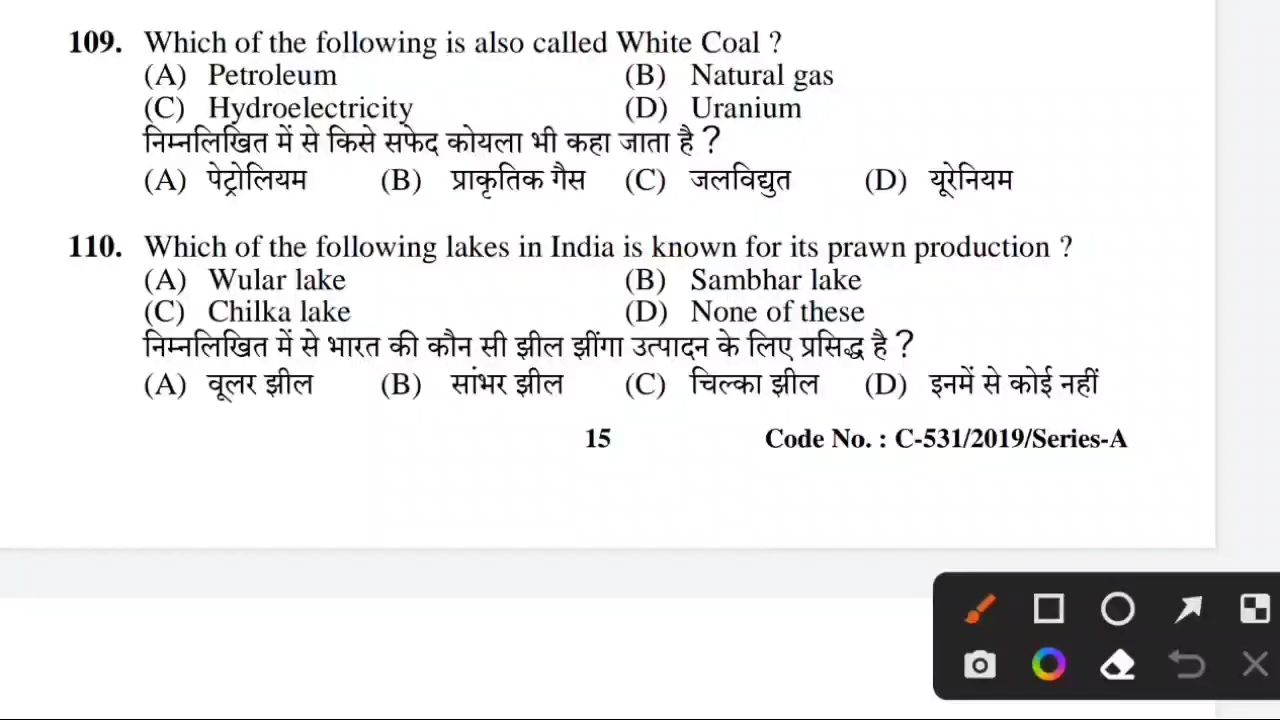 109. Which of the following is also called White Coal ?
(A) Petroleum (B) Natural gas
(C) Hydroelectricity (D) Uranium
निम्नलिखित में से किसे सफेद कोयला भी कहा जाता है ?
(A) पेट्रोलियम (B) प्राकृतिक गैस (C) जलविद्युत (D) यूरेनियम
110. Which of the following lakes in India is known for its prawn production ?
(A) Wular lake (B) Sambhar lake
(C) Chilka lake (D) None of these
निम्नलिखित में से भारत की कौन सी झील झींगा उत्पादन के लिए प्रसिद्ध है ?
(A) वूलर झील (B) सांभर झील (C) चिल्का झील (D) इनमें से कोई नहीं
15 Code No. : C-531/2019/Series-A